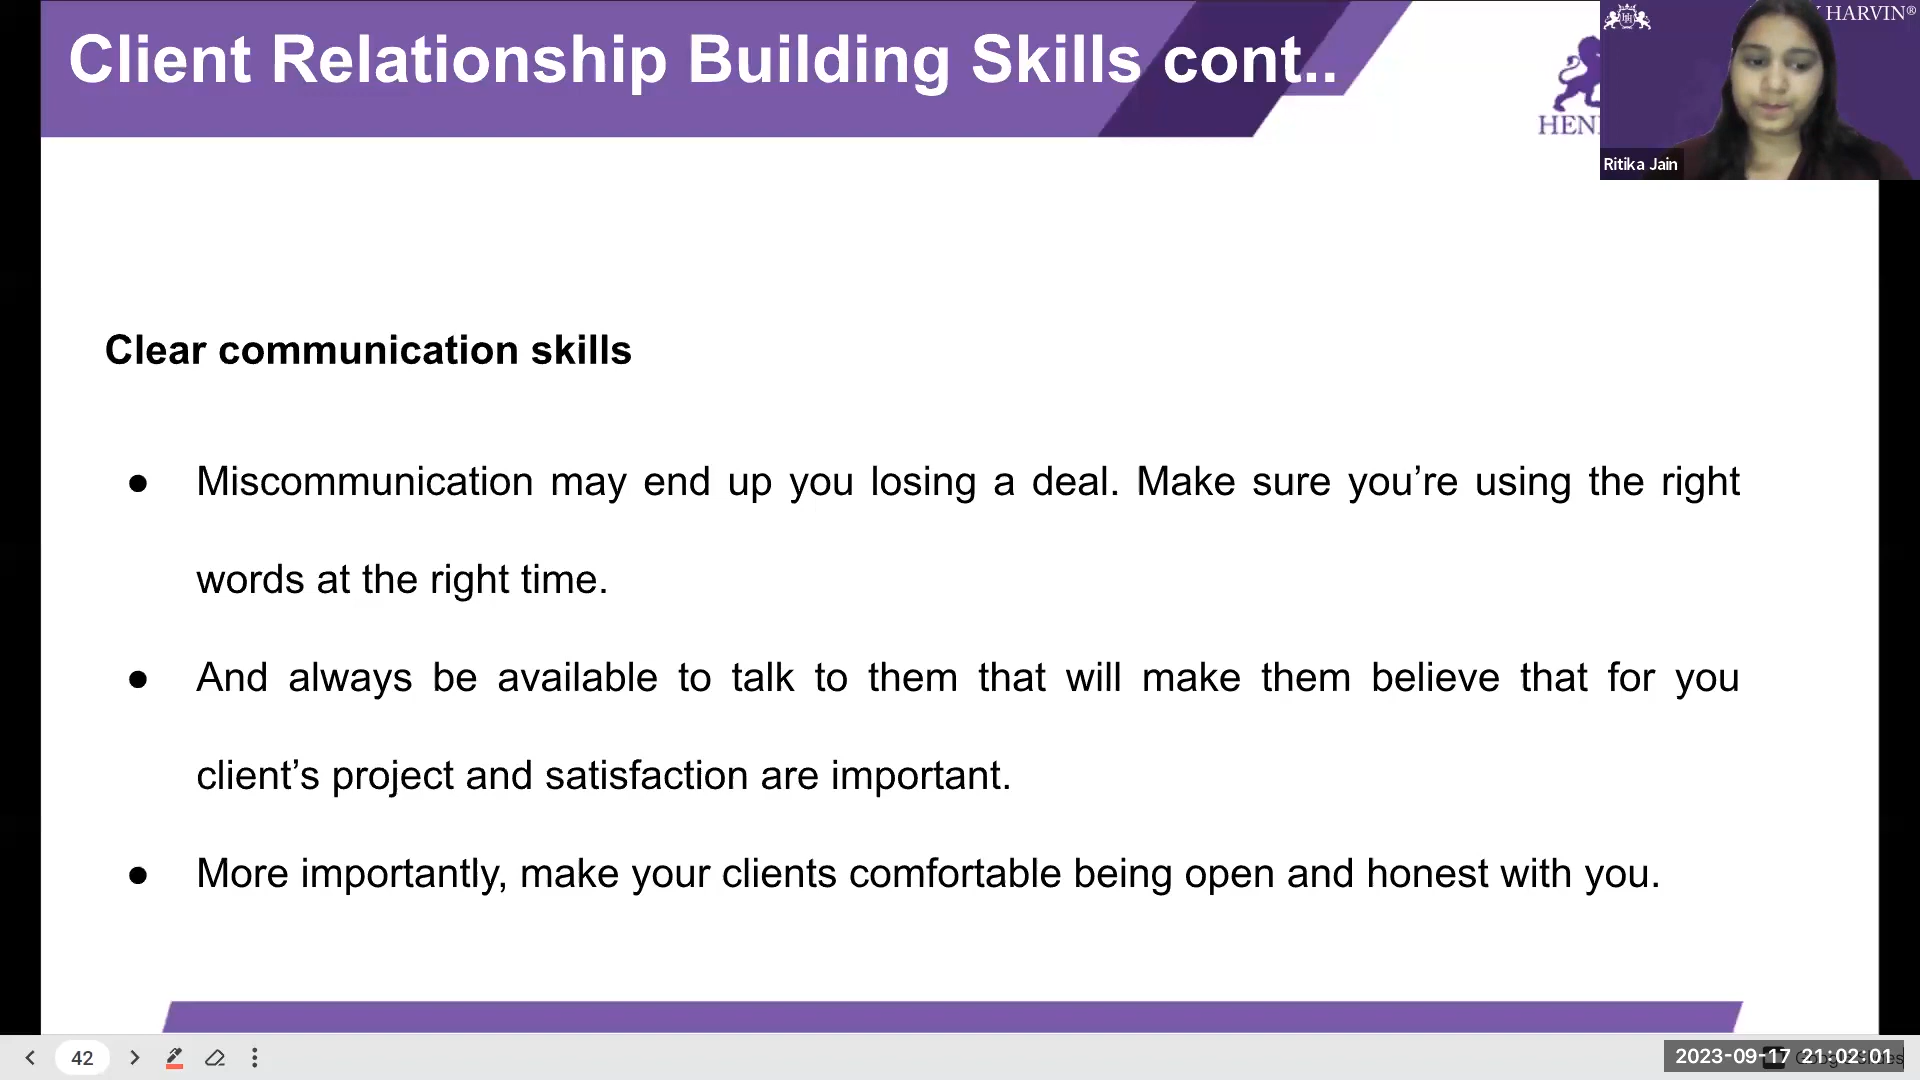 Client Relationship Building Skills cont..
HARVIN®
HEN
Ritika Jain
Clear communication skills
● Miscommunication may end up you losing a deal. Make sure you’re using the right
words at the right time.
● And always be available to talk to them that will make them believe that for you
client’s project and satisfaction are important.
● More importantly, make your clients comfortable being open and honest with you.
42
2023-09-17 21:02:01